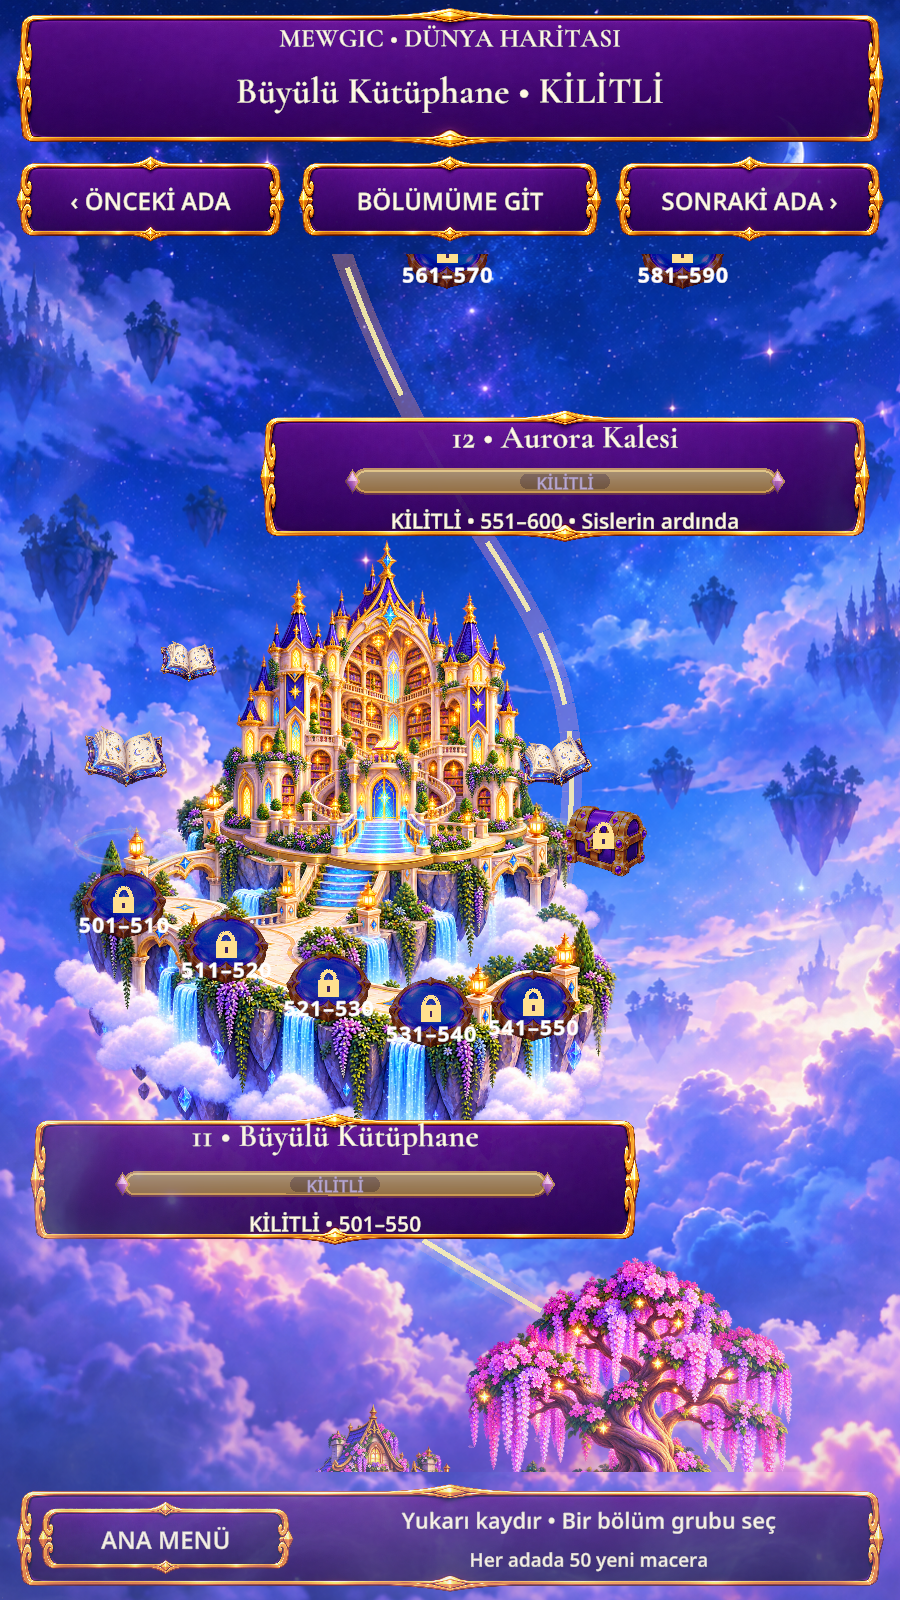 MEWGIC • DÜNYA HARİTASI
Büyülü Kütüphane • KİLİTLİ
‹ ÖNCEKİ ADA
BÖLÜMÜME GİT
SONRAKİ ADA ›
561–570
581–590
12 • Aurora Kalesi
KİLİTLİ
KİLİTLİ • 551–600 • Sislerin ardında
501–510
511–520
521–530
531–540
541–550
11 • Büyülü Kütüphane
KİLİTLİ
KİLİTLİ • 501–550
ANA MENÜ
Yukarı kaydır • Bir bölüm grubu seç
Her adada 50 yeni macera